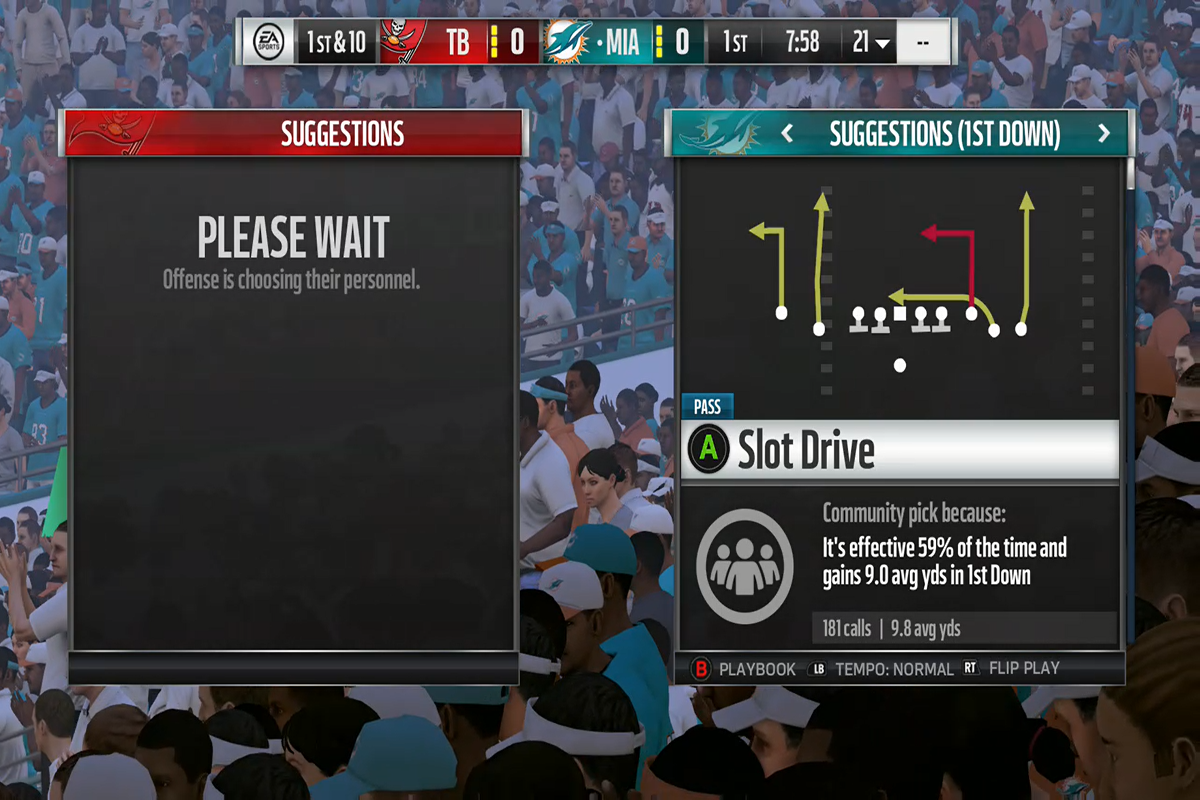 EA SPORTS 1ST & 10 TB 0 · MIA 0 1ST 7:58 21 --
SUGGESTIONS
PLEASE WAIT
Offense is choosing their personnel.
SUGGESTIONS (1ST DOWN)
PASS
A Slot Drive
Community pick because:
It's effective 59% of the time and
gains 9.0 avg yds in 1st Down
181 calls | 9.8 avg yds
B PLAYBOOK LB TEMPO: NORMAL RT FLIP PLAY